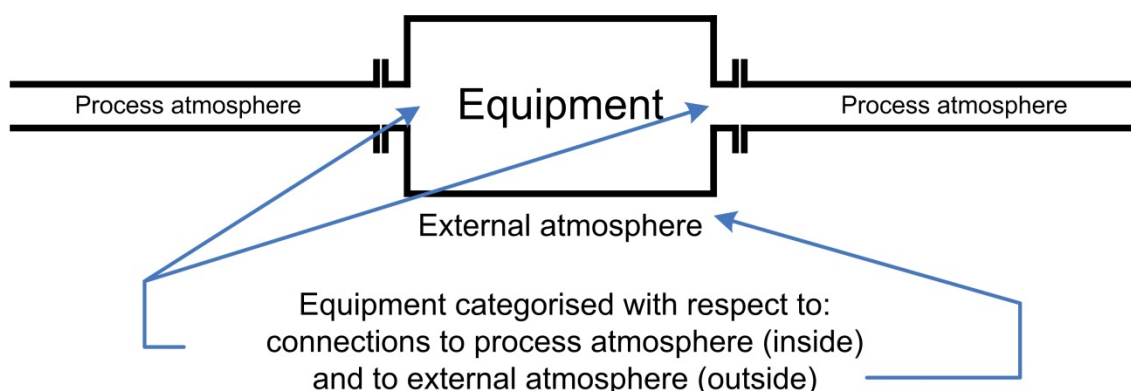 Process atmosphere
Equipment
Process atmosphere
External atmosphere
Equipment categorised with respect to:
connections to process atmosphere (inside)
and to external atmosphere (outside)